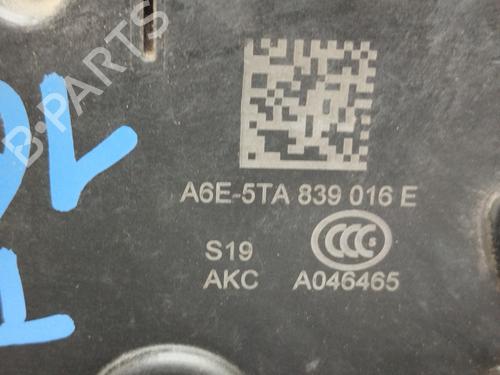 B-PARTS
A6E-5TA 839 016 E
S19
CCC
AKC A046465